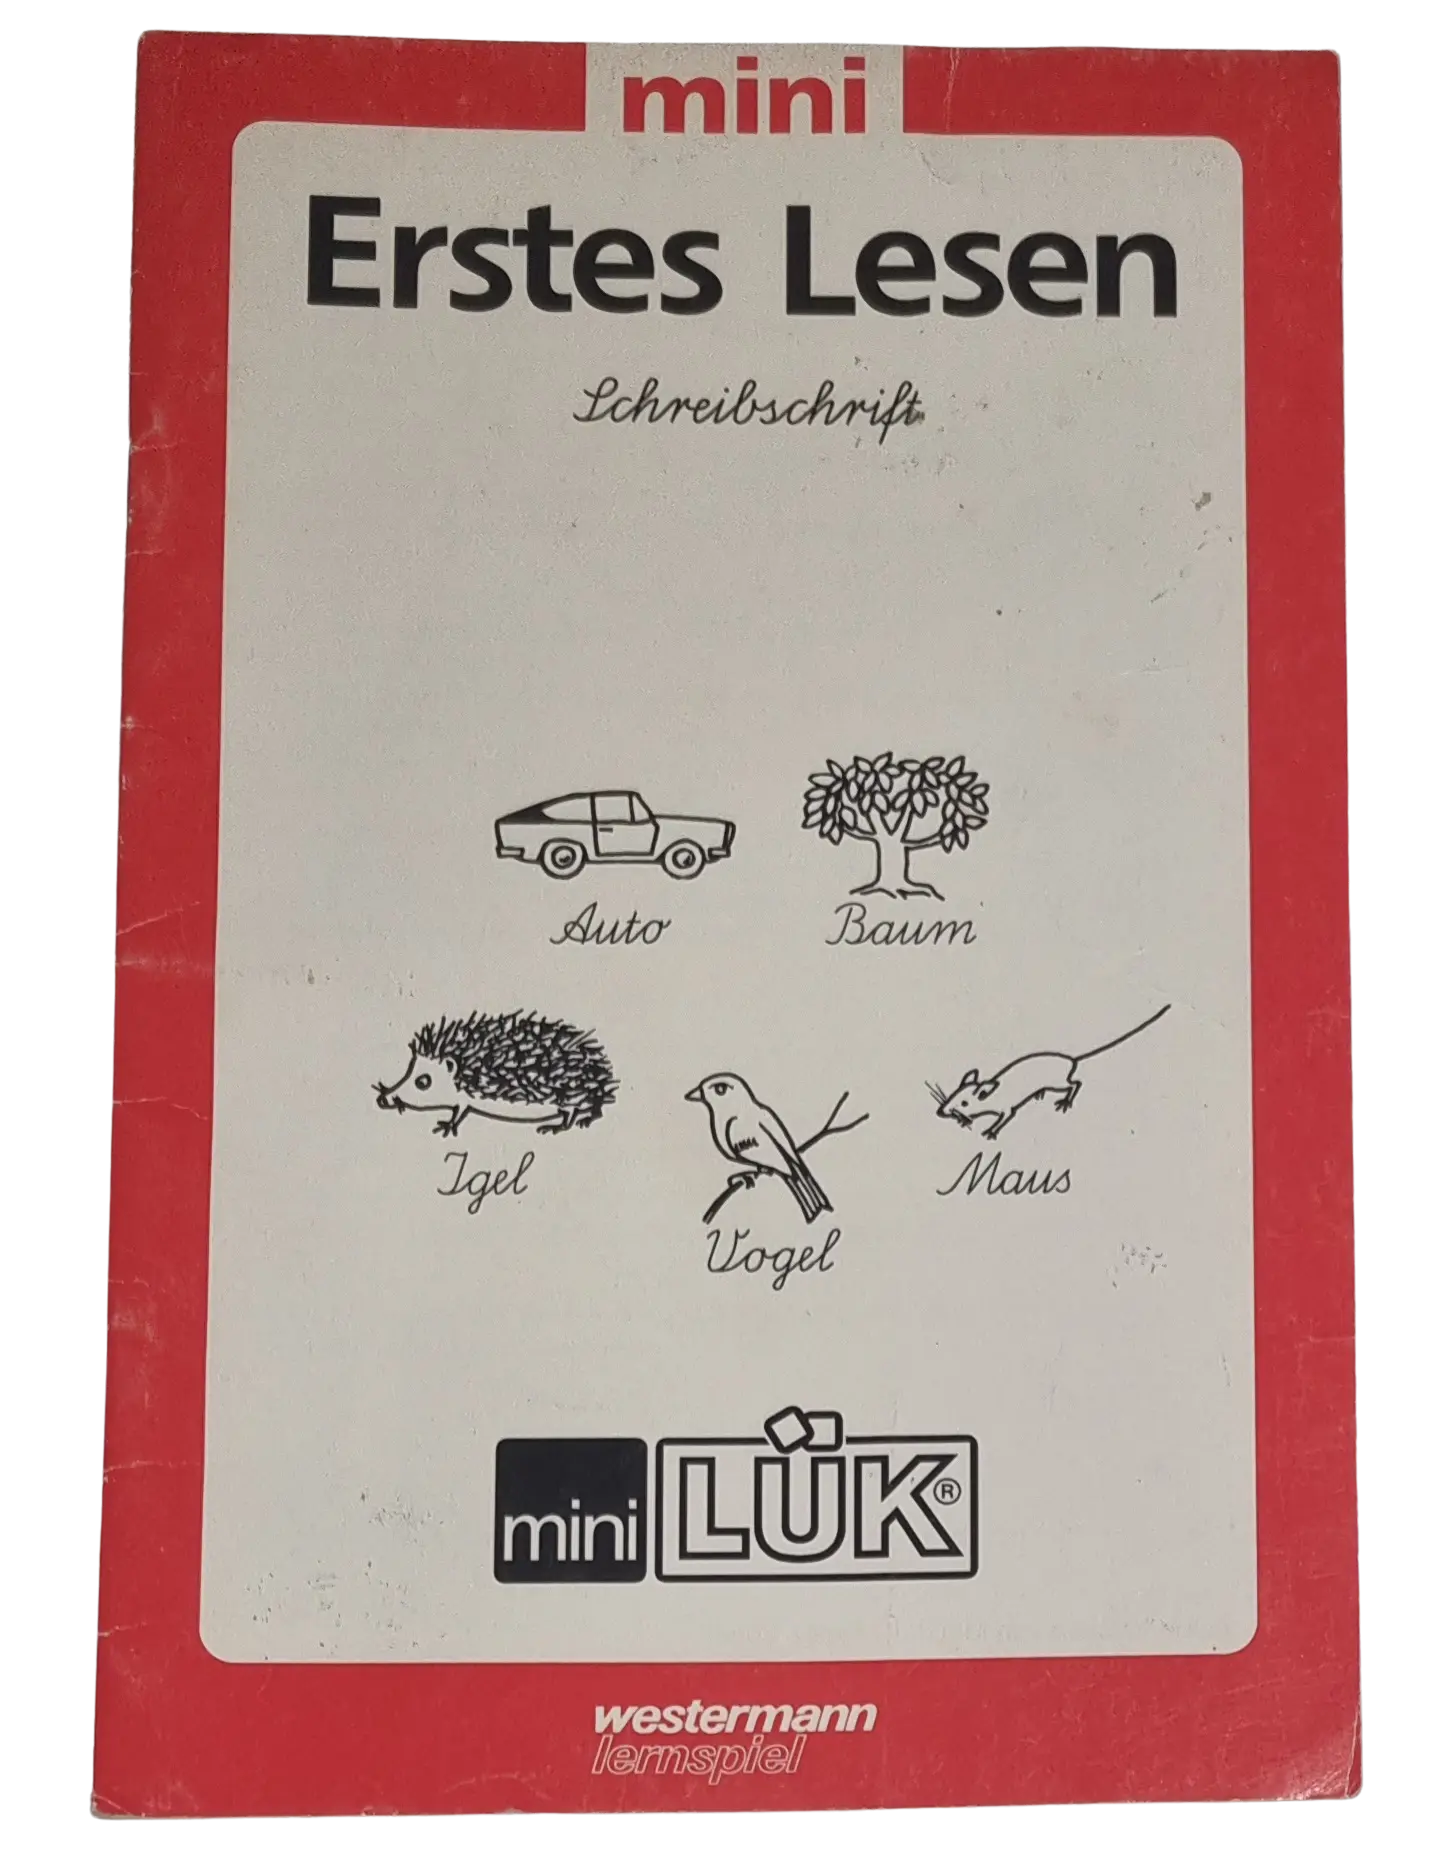 mini
Erstes Lesen
Schreibschrift
Auto
Baum
Igel
Vogel
Maus
mini LÜK®
westermann
lernspiel